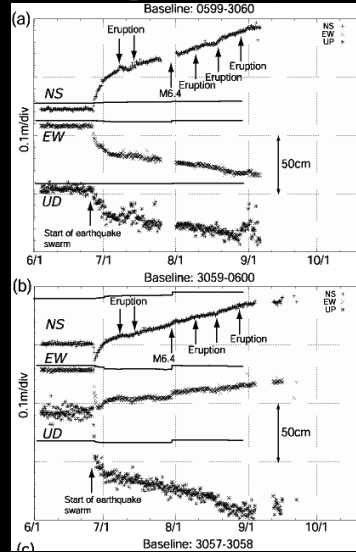 Baseline: 0599-3060
(a)
Eruption
NS
EW
UP
NS
Eruption
M6.4
Eruption
EW
0.1m/div
50cm
UD
Start of earthquake
swarm
6/1 7/1 8/1 9/1 10/1
Baseline: 3059-0600
(b)
Eruption
NS
EW
UP
NS
Eruption
M6.4
Eruption
EW
0.1m/div
50cm
UD
Start of earthquake
swarm
6/1 7/1 8/1 9/1 10/1
Baseline: 3057-3058
(c)